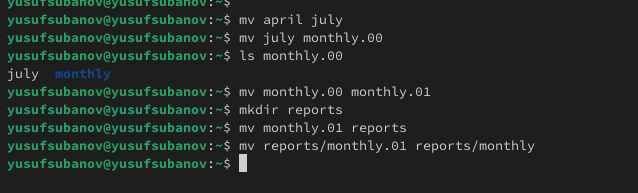 yusufsubanov@yusufsubanov:~$
yusufsubanov@yusufsubanov:~$ mv april july
yusufsubanov@yusufsubanov:~$ mv july monthly.00
yusufsubanov@yusufsubanov:~$ ls monthly.00
july  monthly
yusufsubanov@yusufsubanov:~$ mv monthly.00 monthly.01
yusufsubanov@yusufsubanov:~$ mkdir reports
yusufsubanov@yusufsubanov:~$ mv monthly.01 reports
yusufsubanov@yusufsubanov:~$ mv reports/monthly.01 reports/monthly
yusufsubanov@yusufsubanov:~$